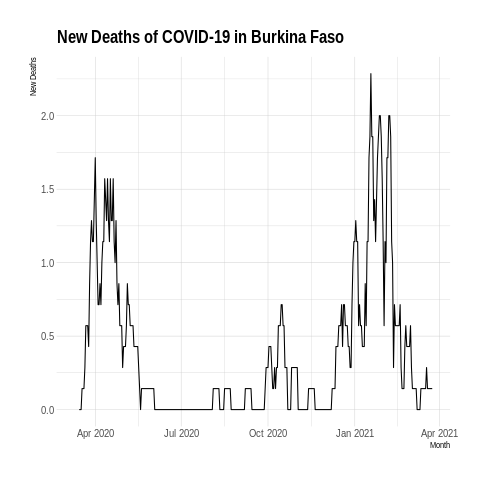 New Deaths of COVID-19 in Burkina Faso
New Deaths
2.0
1.5
1.0
0.5
0.0
Apr 2020 Jul 2020 Oct 2020 Jan 2021 Apr 2021
Month